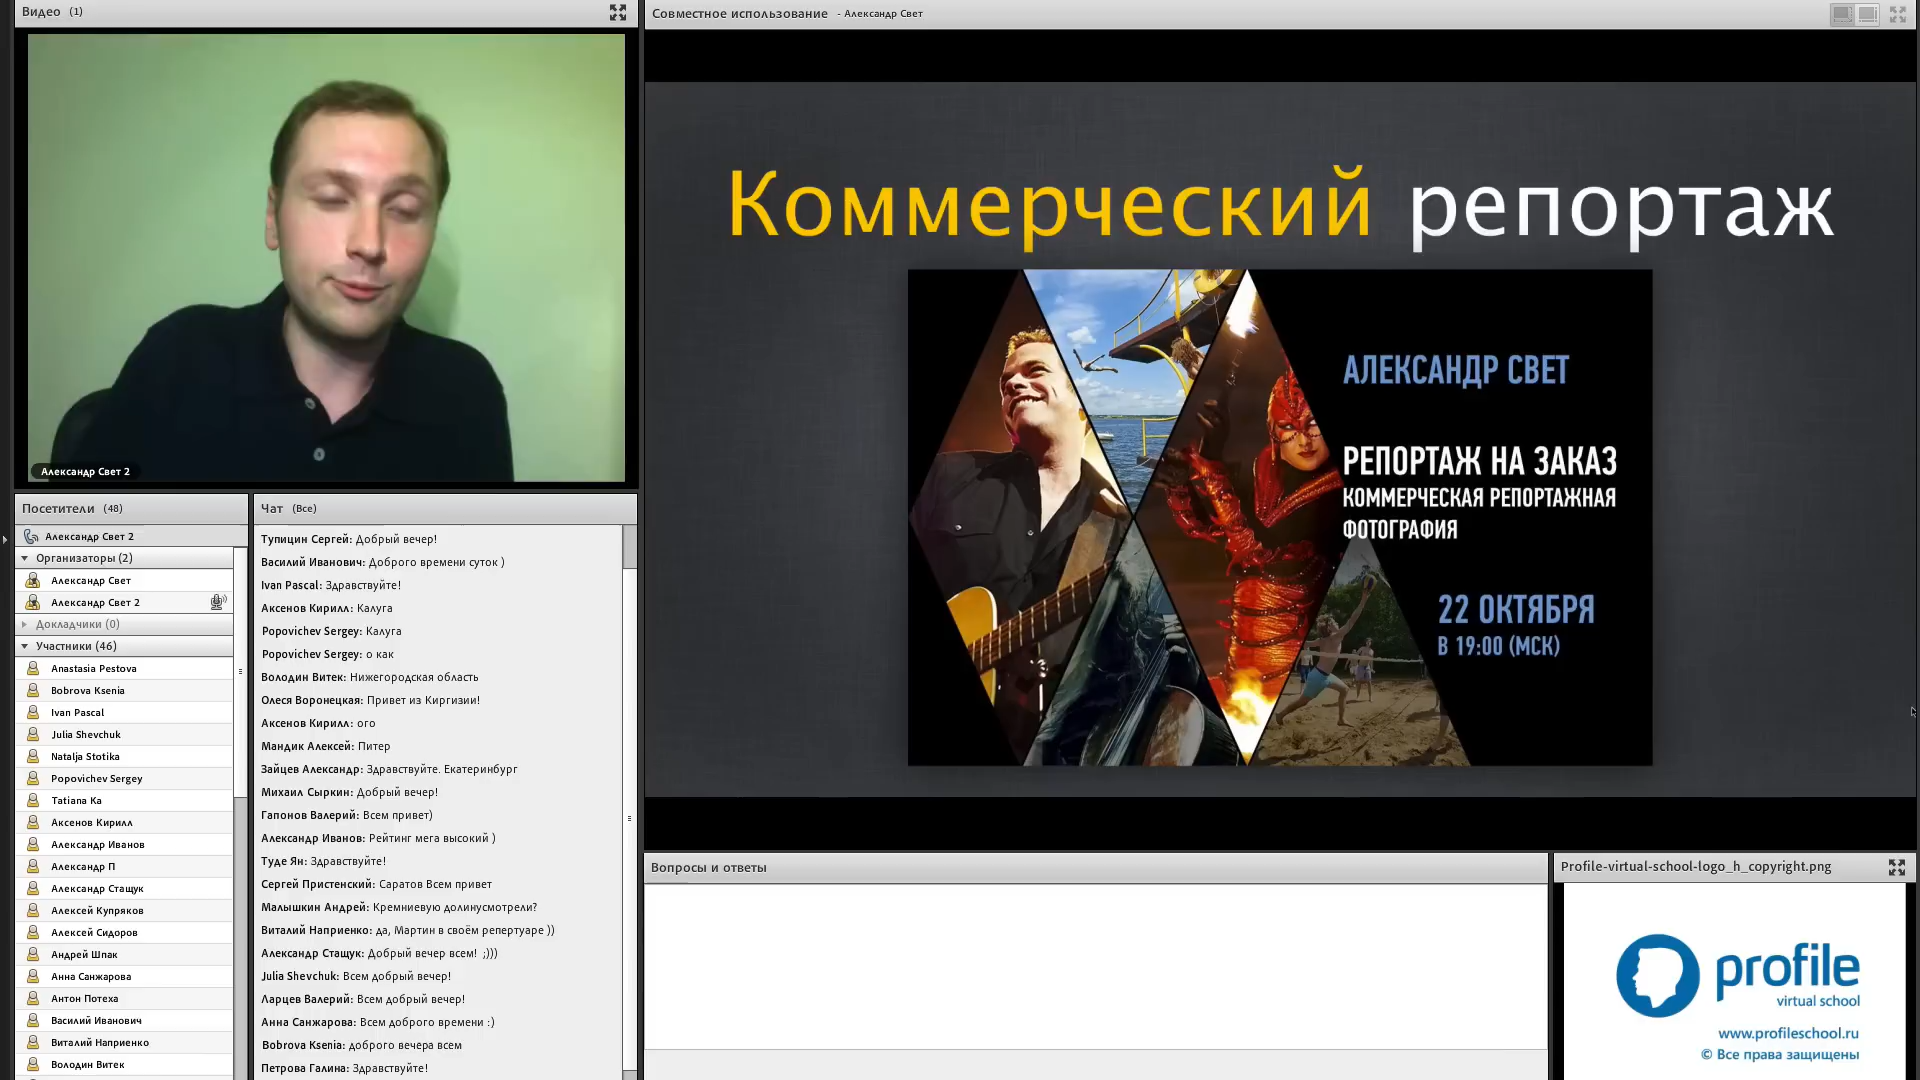 Видео (1)
Александр Свет 2
Посетители (48)
Александр Свет 2
Организаторы (2)
Александр Свет
Александр Свет 2
Докладчики (0)
Участники (46)
Anastasia Pestova
Bobrova Ksenia
Ivan Pascal
Julia Shevchuk
Natalja Stotika
Popovichev Sergey
Tatiana Ka
Аксенов Кирилл
Александр Иванов
Александр П
Александр Стащук
Алексей Купряков
Алексей Сидоров
Андрей Шпак
Анна Санжарова
Антон Потеха
Василий Иванович
Виталий Наприенко
Володин Витек
Чат (Все)
Тупицин Сергей: Добрый вечер!
Василий Иванович: Доброго времени суток )
Ivan Pascal: Здравствуйте!
Аксенов Кирилл: Калуга
Popovichev Sergey: Калуга
Popovichev Sergey: о как
Володин Витек: Нижегородская область
Олеся Воронецкая: Привет из Киргизии!
Аксенов Кирилл: ого
Мандик Алексей: Питер
Зайцев Александр: Здравствуйте. Екатеринбург
Михаил Сыркин: Добрый вечер!
Гапонов Валерий: Всем привет)
Александр Иванов: Рейтинг мега высокий )
Туде Ян: Здравствуйте!
Сергей Пристенский: Саратов Всем привет
Малышкин Андрей: Кремниевую долинусмотрели?
Виталий Наприенко: да, Мартин в своём репертуаре ))
Александр Стащук: Добрый вечер всем! ;)))
Julia Shevchuk: Всем добрый вечер!
Ларцев Валерий: Всем добрый вечер!
Анна Санжарова: Всем доброго времени :)
Bobrova Ksenia: доброго вечера всем
Петрова Галина: Здравствуйте!
Совместное использование - Александр Свет
Коммерческий репортаж
АЛЕКСАНДР СВЕТ
РЕПОРТАЖ НА ЗАКАЗ
КОММЕРЧЕСКАЯ РЕПОРТАЖНАЯ
ФОТОГРАФИЯ
22 ОКТЯБРЯ
В 19:00 (МСК)
Вопросы и ответы
Profile-virtual-school-logo_h_copyright.png
profile
virtual school
www.profileschool.ru
© Все права защищены